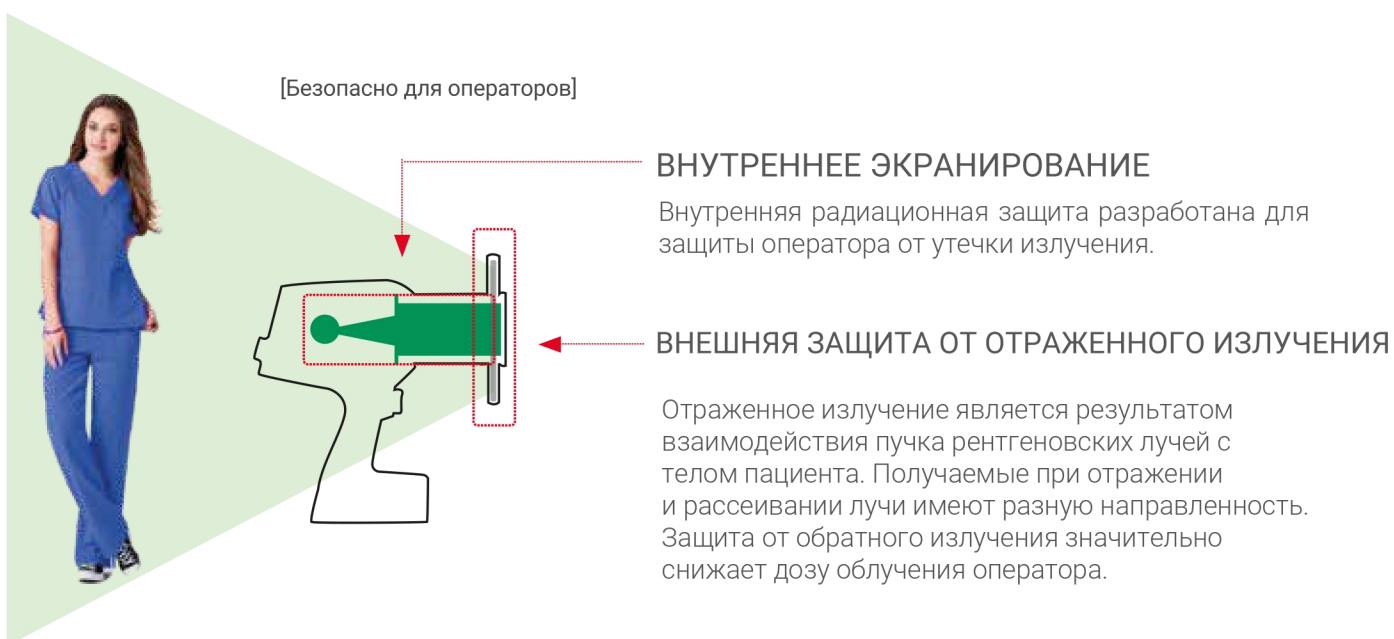 [Безопасно для операторов]
ВНУТРЕННЕЕ ЭКРАНИРОВАНИЕ
Внутренняя радиационная защита разработана для
защиты оператора от утечки излучения.
ВНЕШНЯЯ ЗАЩИТА ОТ ОТРАЖЕННОГО ИЗЛУЧЕНИЯ
Отраженное излучение является результатом
взаимодействия пучка рентгеновских лучей с
телом пациента. Получаемые при отражении
и рассеивании лучи имеют разную направленность.
Защита от обратного излучения значительно
снижает дозу облучения оператора.